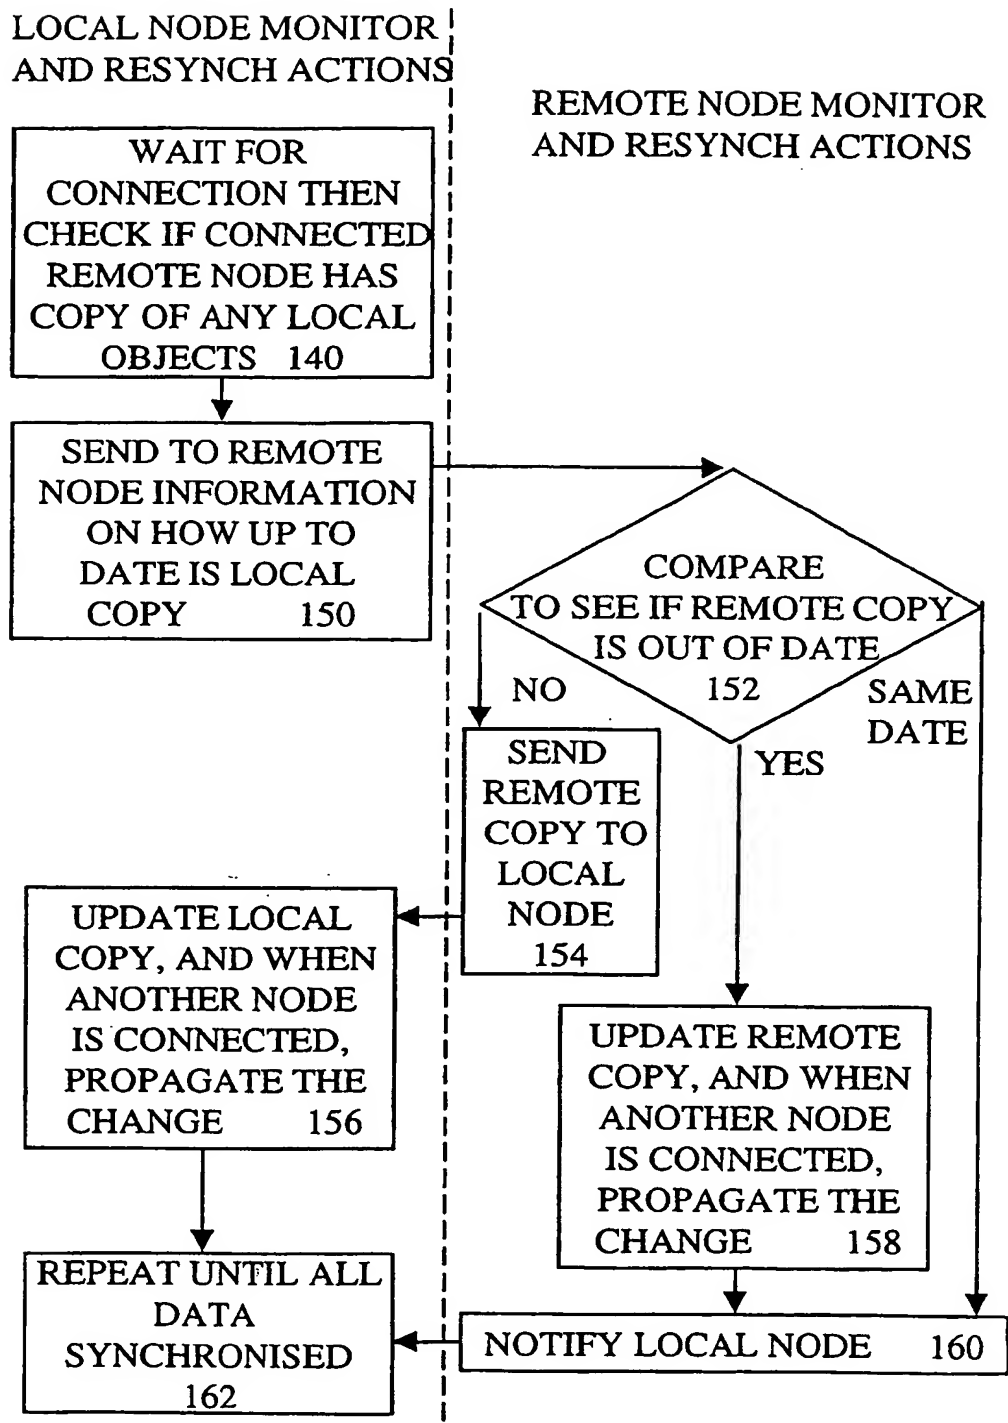 LOCAL NODE MONITOR
AND RESYNCH ACTIONS
REMOTE NODE MONITOR
AND RESYNCH ACTIONS
WAIT FOR
CONNECTION THEN
CHECK IF CONNECTED
REMOTE NODE HAS
COPY OF ANY LOCAL
OBJECTS 140
SEND TO REMOTE
NODE INFORMATION
ON HOW UP TO
DATE IS LOCAL
COPY 150
COMPARE
TO SEE IF REMOTE COPY
IS OUT OF DATE
152
NO
SAME
DATE
YES
SEND
REMOTE
COPY TO
LOCAL
NODE
154
UPDATE LOCAL
COPY, AND WHEN
ANOTHER NODE
IS CONNECTED,
PROPAGATE THE
CHANGE 156
UPDATE REMOTE
COPY, AND WHEN
ANOTHER NODE
IS CONNECTED,
PROPAGATE THE
CHANGE 158
NOTIFY LOCAL NODE 160
REPEAT UNTIL ALL
DATA
SYNCHRONISED
162